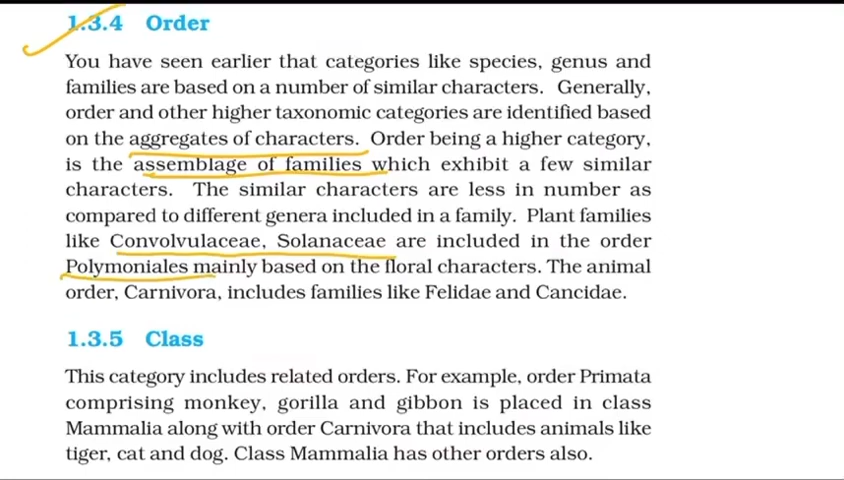 1.3.4 Order
You have seen earlier that categories like species, genus and
families are based on a number of similar characters. Generally,
order and other higher taxonomic categories are identified based
on the aggregates of characters. Order being a higher category,
is the assemblage of families which exhibit a few similar
characters. The similar characters are less in number as
compared to different genera included in a family. Plant families
like Convolvulaceae, Solanaceae are included in the order
Polymoniales mainly based on the floral characters. The animal
order, Carnivora, includes families like Felidae and Cancidae.
1.3.5 Class
This category includes related orders. For example, order Primata
comprising monkey, gorilla and gibbon is placed in class
Mammalia along with order Carnivora that includes animals like
tiger, cat and dog. Class Mammalia has other orders also.